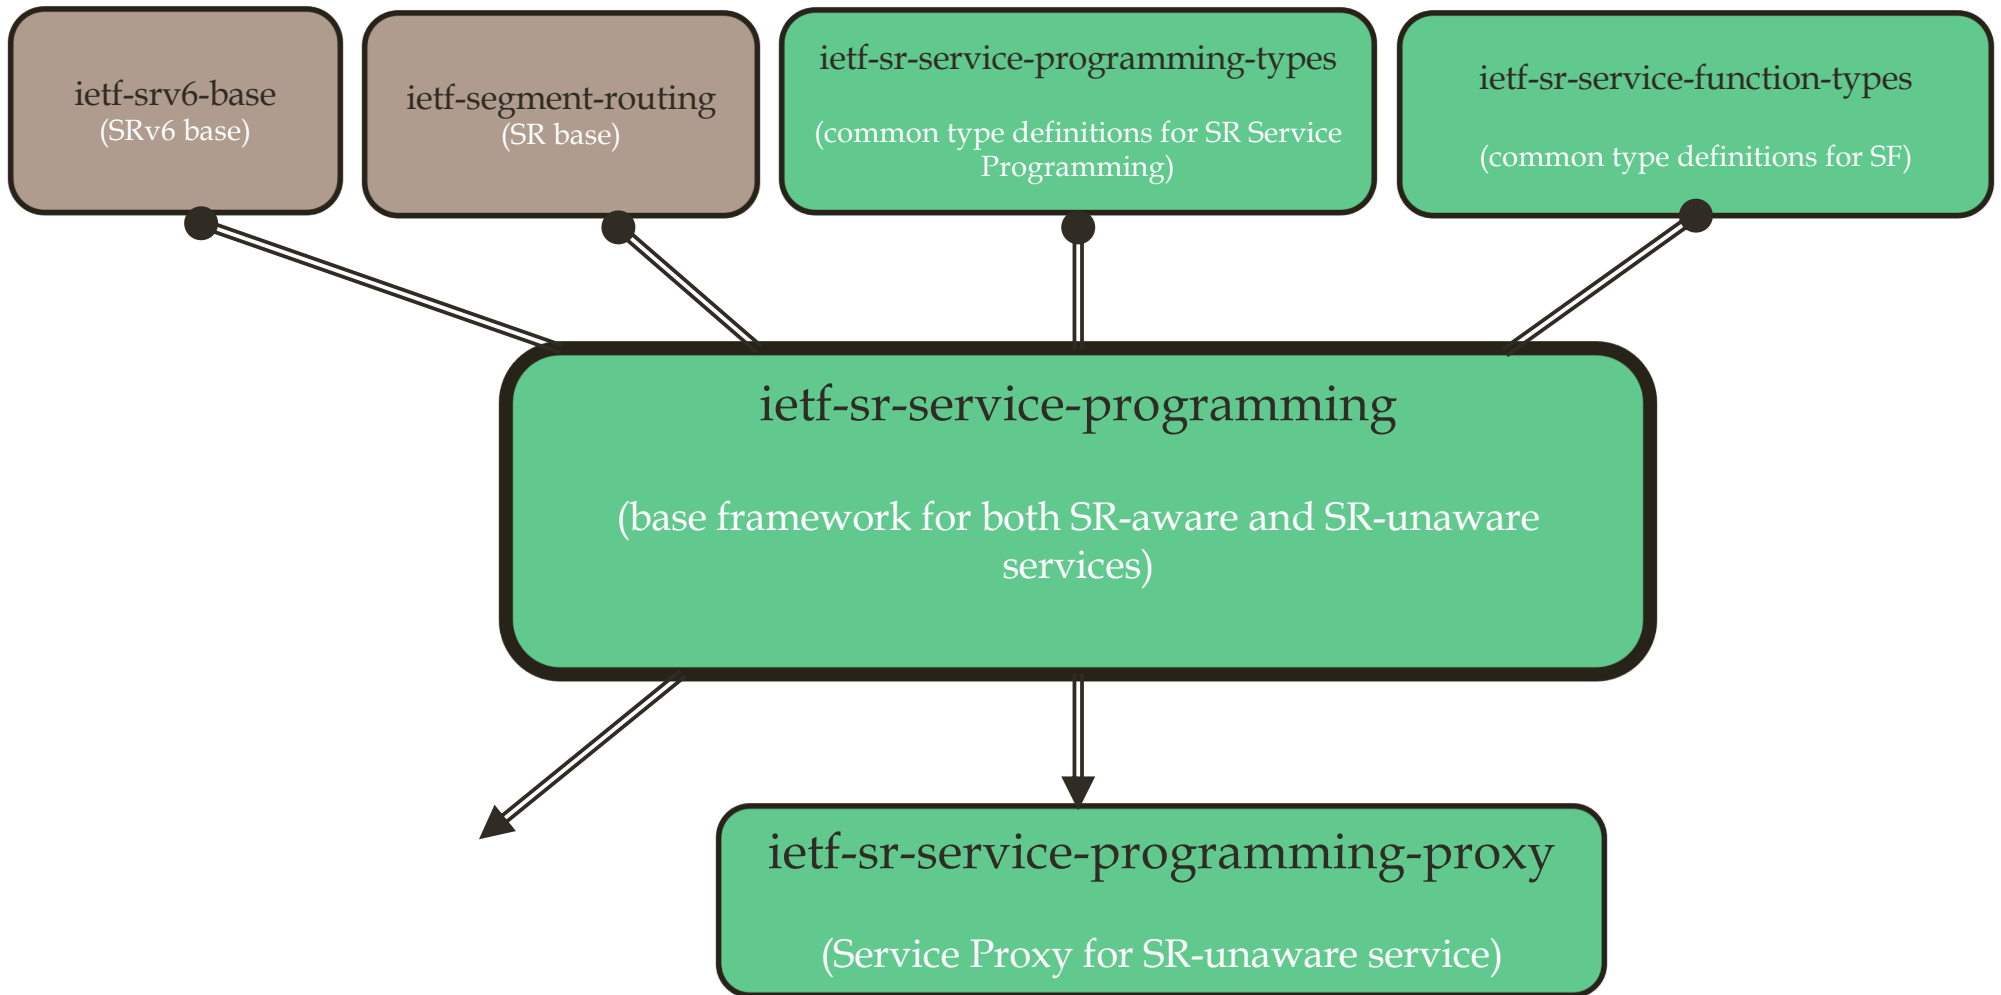 ietf-srv6-base
(SRv6 base)
ietf-segment-routing
(SR base)
ietf-sr-service-programming-types
(common type definitions for SR Service
Programming)
ietf-sr-service-function-types
(common type definitions for SF)
ietf-sr-service-programming
(base framework for both SR-aware and SR-unaware
services)
ietf-sr-service-programming-proxy
(Service Proxy for SR-unaware service)